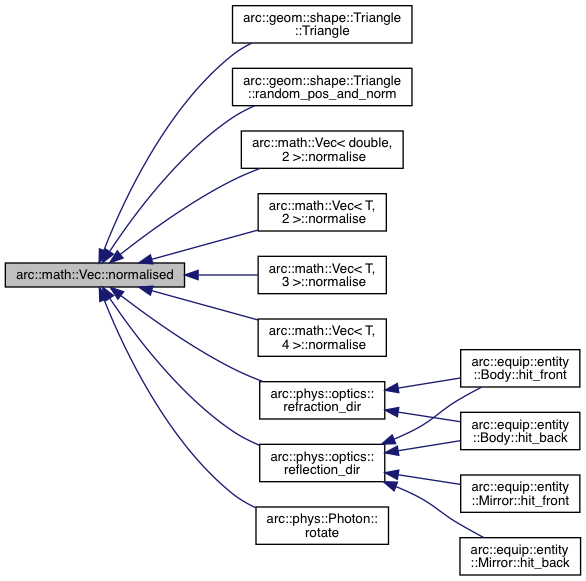 arc::geom::shape::Triangle
::Triangle
arc::geom::shape::Triangle
::random_pos_and_norm
arc::math::Vec< double,
2 >::normalise
arc::math::Vec< T,
2 >::normalise
arc::math::Vec::normalised
arc::math::Vec< T,
3 >::normalise
arc::math::Vec< T,
4 >::normalise
arc::phys::optics::
refraction_dir
arc::equip::entity
::Body::hit_front
arc::equip::entity
::Body::hit_back
arc::phys::optics::
reflection_dir
arc::equip::entity
::Mirror::hit_front
arc::phys::Photon::
rotate
arc::equip::entity
::Mirror::hit_back